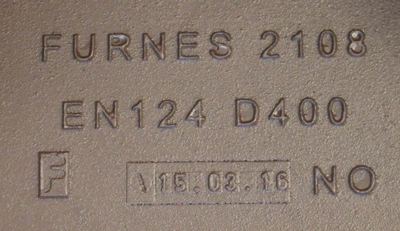 FURNES 2108
EN124 D400
F 15.03.16 NO